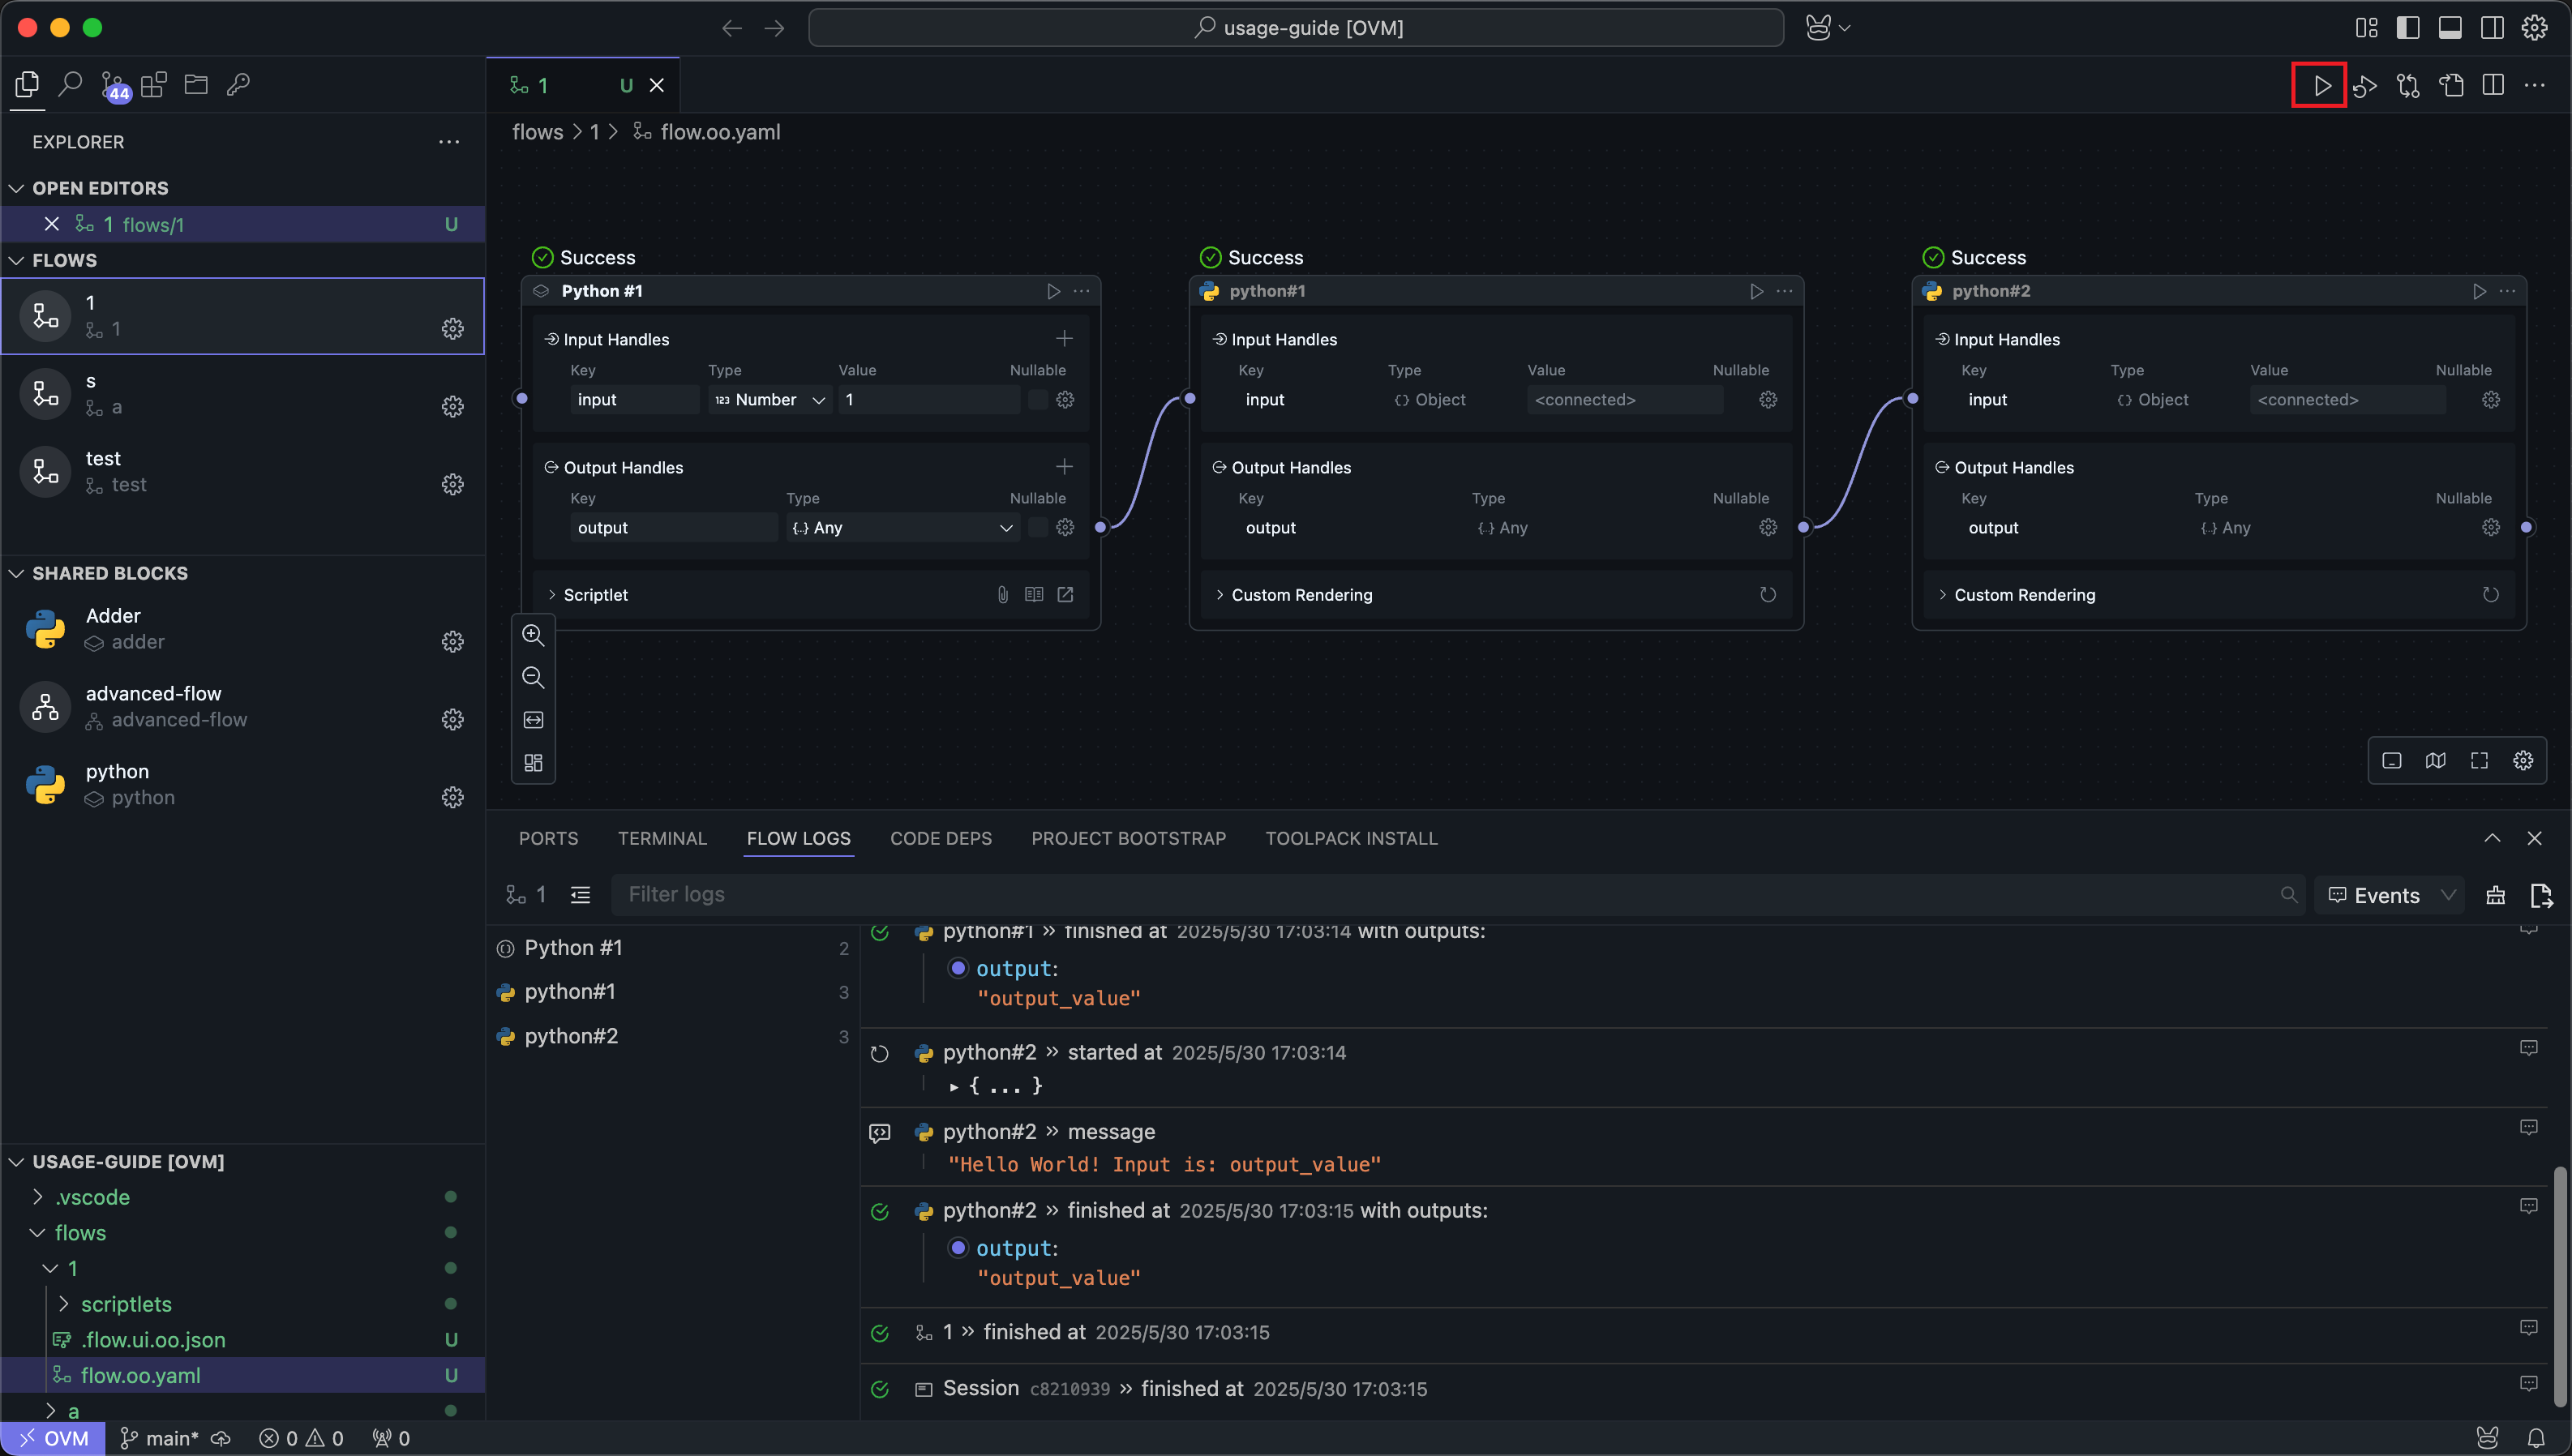 usage-guide [OVM]
44
1 U
EXPLORER
flows > 1 > flow.oo.yaml
OPEN EDITORS
1 flows/1 U
FLOWS
1
1
s
a
test
test
SHARED BLOCKS
Adder
adder
advanced-flow
advanced-flow
python
python
USAGE-GUIDE [OVM]
.vscode
flows
1
scriptlets
.flow.ui.oo.json U
flow.oo.yaml U
a
Success
Python #1
Input Handles
Key Type Value Nullable
input 123 Number 1
Output Handles
Key Type Nullable
output {..} Any
Scriptlet
Success
python#1
Input Handles
Key Type Value Nullable
input {} Object <connected>
Output Handles
Key Type Nullable
output {..} Any
Custom Rendering
Success
python#2
Input Handles
Key Type Value Nullable
input {} Object <connected>
Output Handles
Key Type Nullable
output {..} Any
Custom Rendering
PORTS TERMINAL FLOW LOGS CODE DEPS PROJECT BOOTSTRAP TOOLPACK INSTALL
1 Filter logs Events
Python #1 2
python#1 3
python#2 3
python#1 » finished at 2025/5/30 17:03:14 with outputs:
output:
"output_value"
python#2 » started at 2025/5/30 17:03:14
▸ { ... }
python#2 » message
"Hello World! Input is: output_value"
python#2 » finished at 2025/5/30 17:03:15 with outputs:
output:
"output_value"
1 » finished at 2025/5/30 17:03:15
Session c8210939 » finished at 2025/5/30 17:03:15
OVM main* 0 0 0